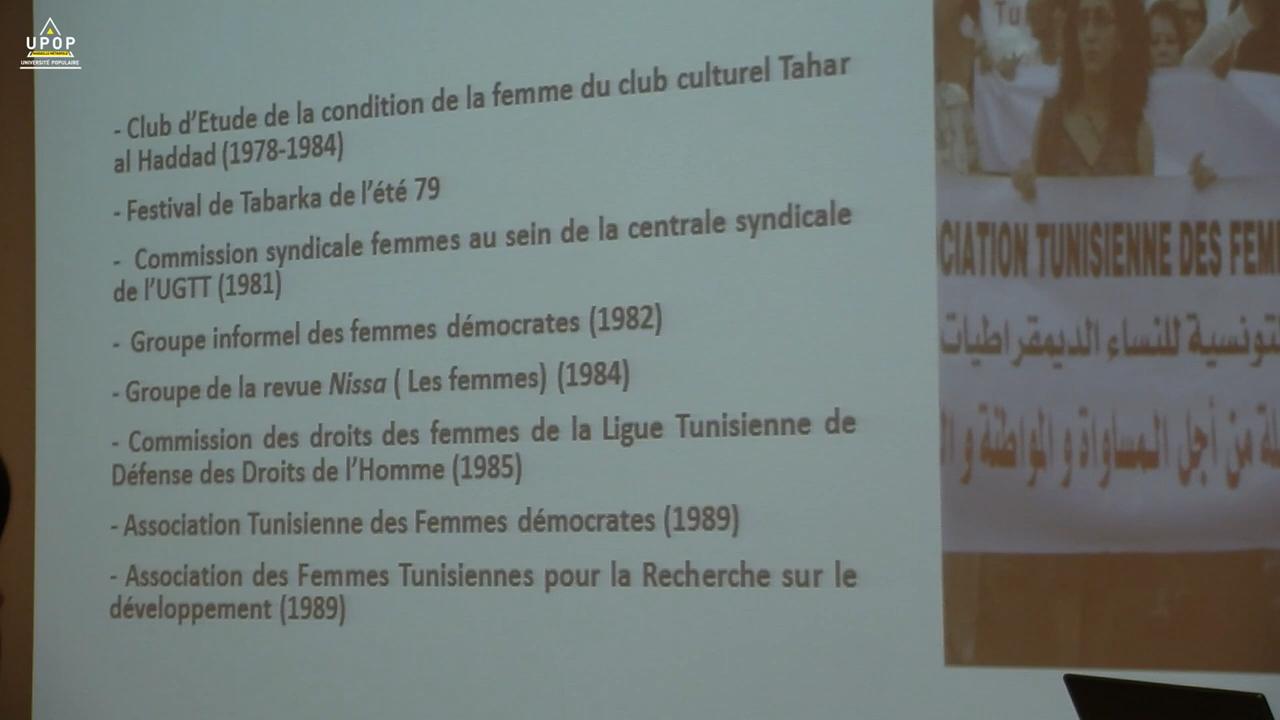 UPOP
UNIVERSITÉ POPULAIRE
- Club d'Etude de la condition de la femme du club culturel Tahar
al Haddad (1978-1984)
- Festival de Tabarka de l'été 79
- Commission syndicale femmes au sein de la centrale syndicale
de l'UGTT (1981)
- Groupe informel des femmes démocrates (1982)
- Groupe de la revue Nissa ( Les femmes) (1984)
- Commission des droits des femmes de la Ligue Tunisienne de
Défense des Droits de l'Homme (1985)
- Association Tunisienne des Femmes démocrates (1989)
- Association des Femmes Tunisiennes pour la Recherche sur le
développement (1989)
Tu
CIATION TUNISIENNE DES FEM
تونسية للنساء الديمقراطيات
من أجل المساواة و المواطنة و ال